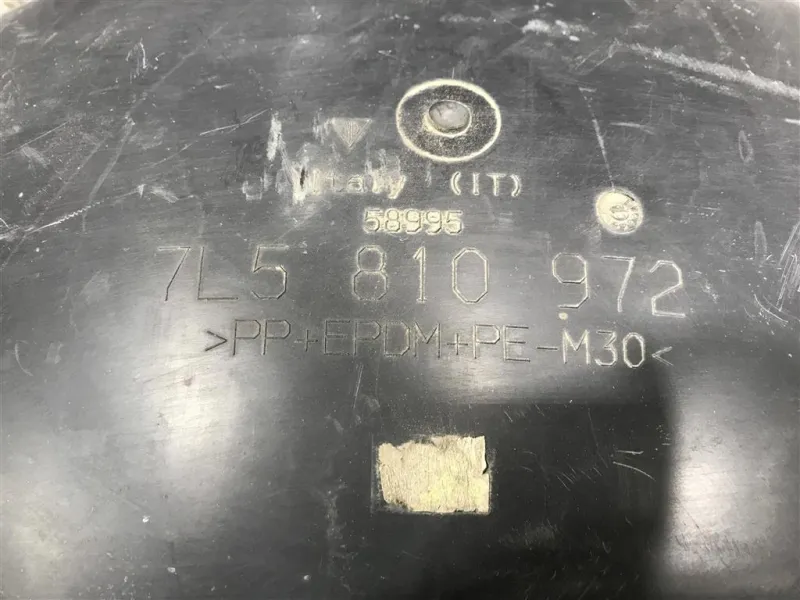 Italy (IT)
58995
7L5 810 972
>PP+EPDM+PE-M30<